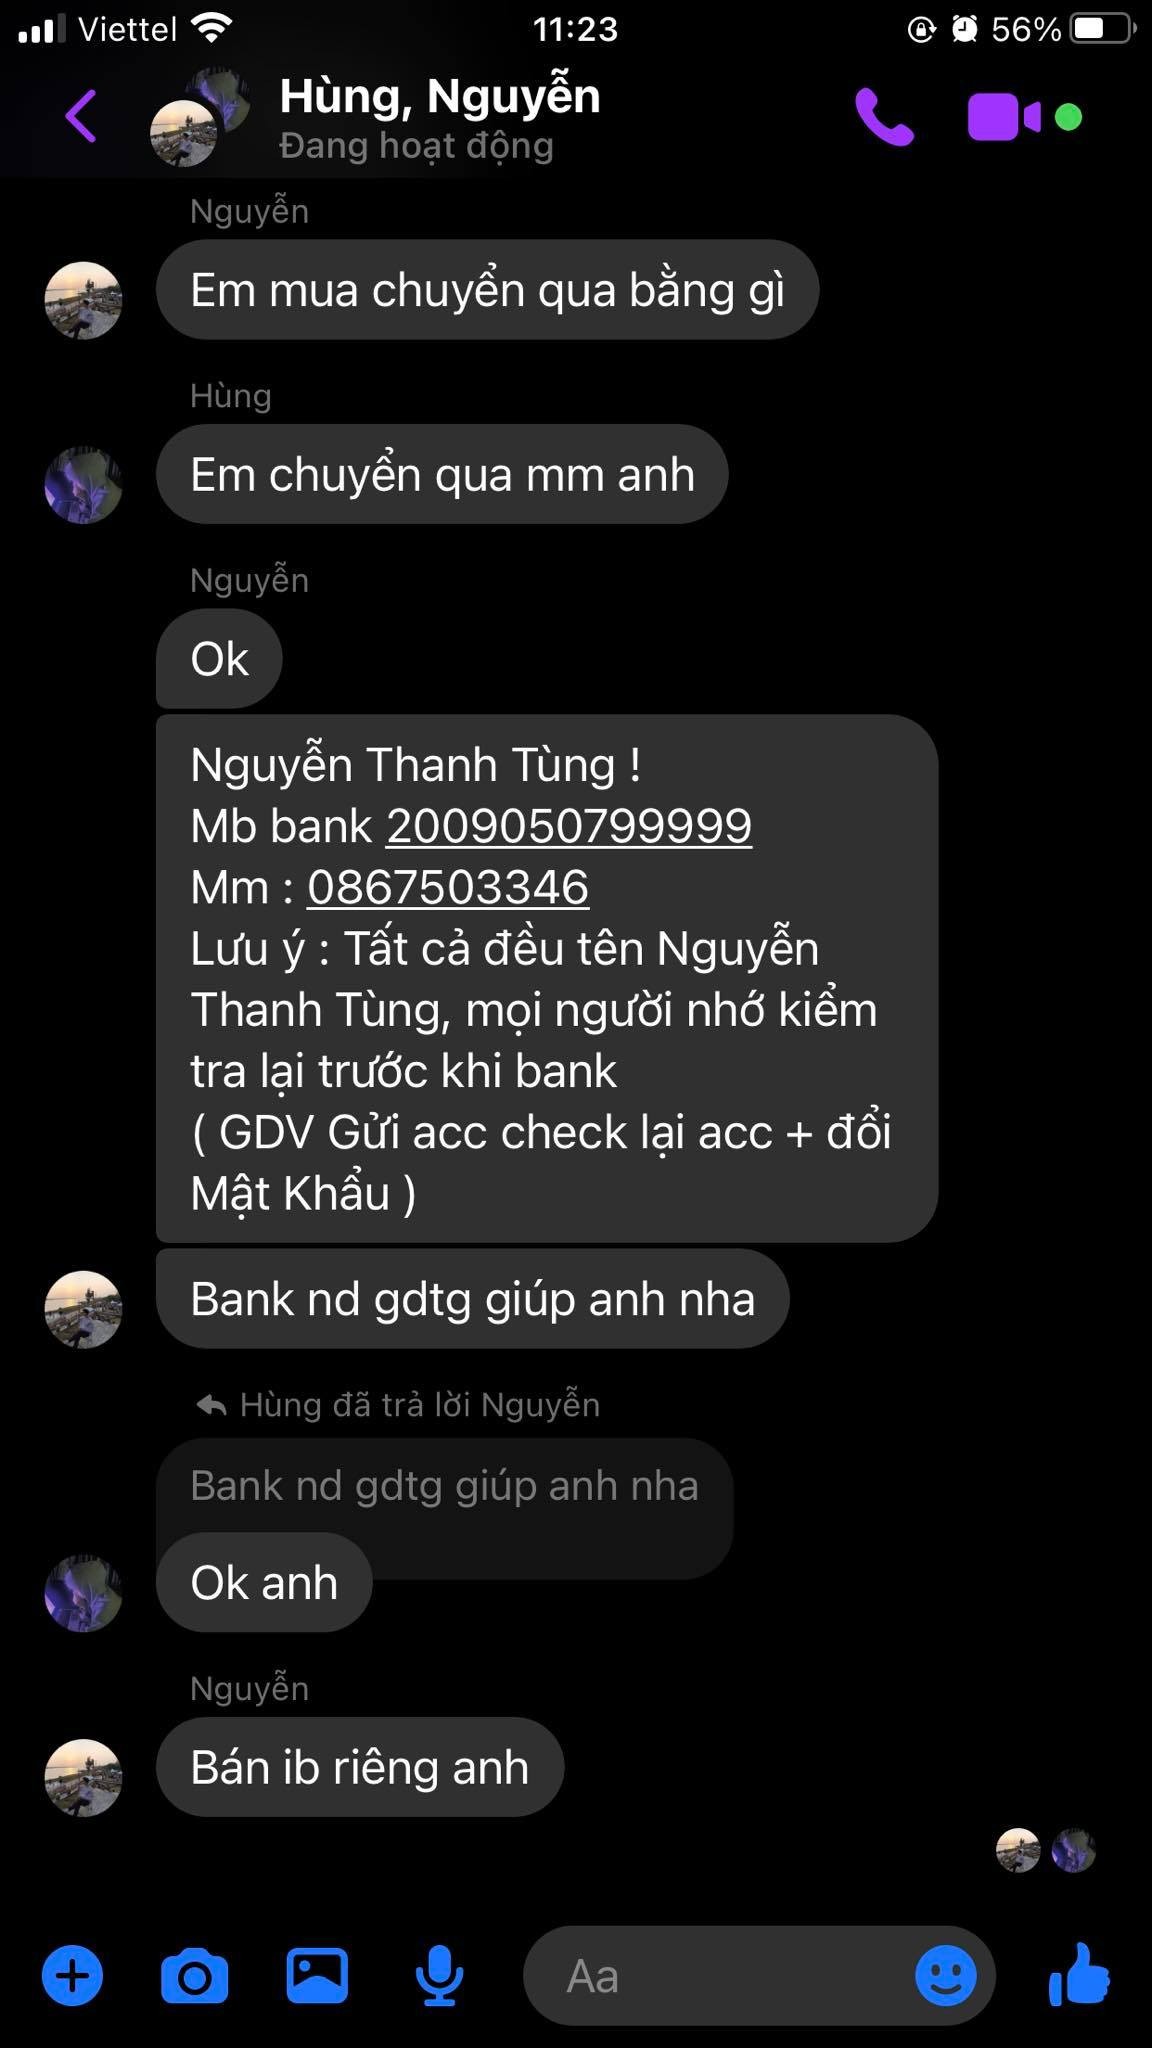 Viettel 11:23 56%
Hùng, Nguyễn
Đang hoạt động
Nguyễn
Em mua chuyển qua bằng gì
Hùng
Em chuyển qua mm anh
Nguyễn
Ok
Nguyễn Thanh Tùng !
Mb bank 2009050799999
Mm : 0867503346
Lưu ý : Tất cả đều tên Nguyễn
Thanh Tùng, mọi người nhớ kiểm
tra lại trước khi bank
( GDV Gửi acc check lại acc + đổi
Mật Khẩu )
Bank nd gdtg giúp anh nha
Hùng đã trả lời Nguyễn
Bank nd gdtg giúp anh nha
Ok anh
Nguyễn
Bán ib riêng anh
Aa